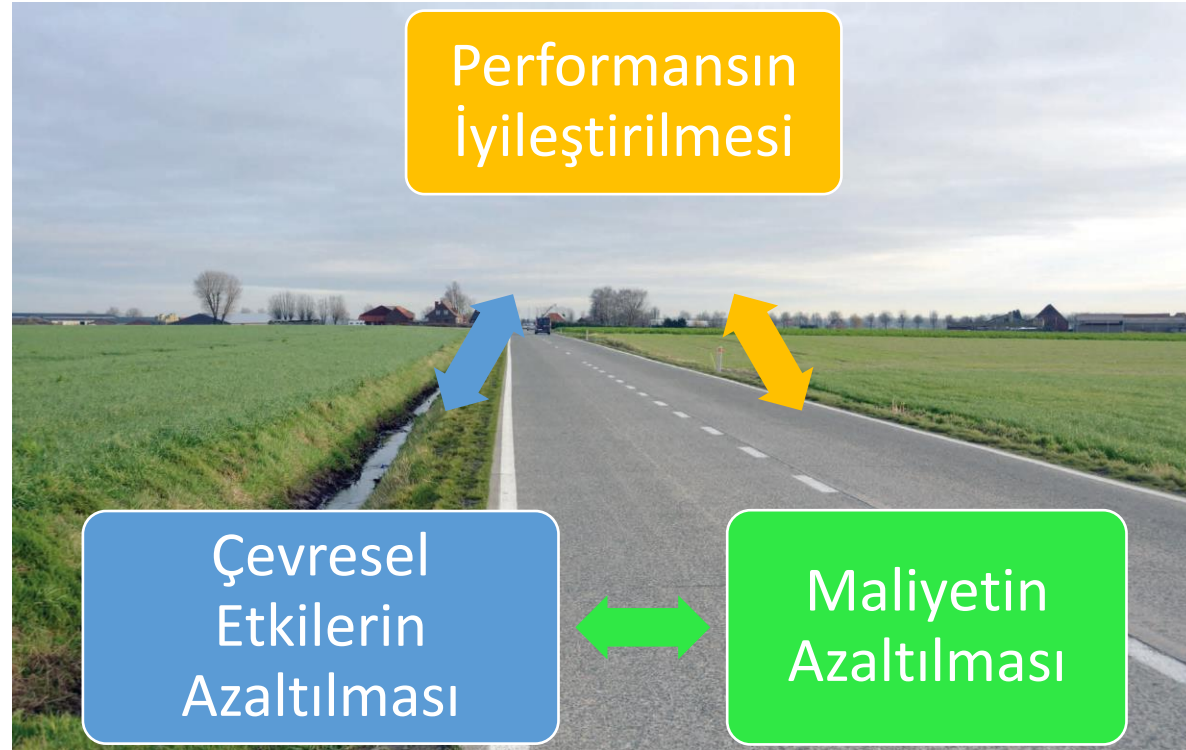 Performansın
İyileştirilmesi
Çevresel
Etkilerin
Azaltılması
Maliyetin
Azaltılması